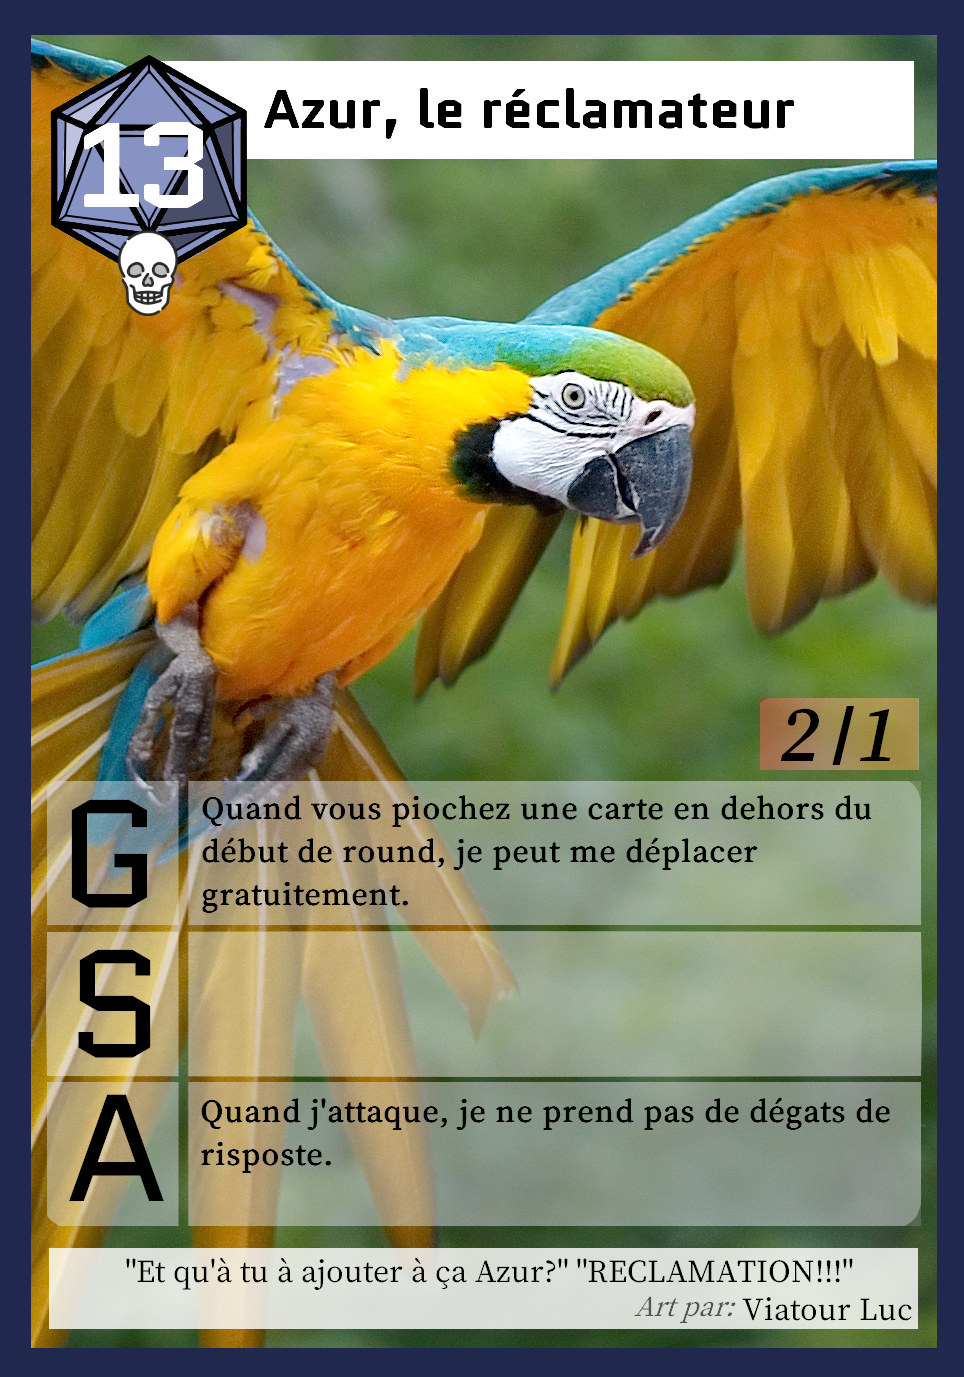 13
Azur, le réclamateur
2/1
G
Quand vous piochez une carte en dehors du
début de round, je peut me déplacer
gratuitement.
S
A
Quand j'attaque, je ne prend pas de dégats de
risposte.
"Et qu'à tu à ajouter à ça Azur?" "RECLAMATION!!!"
Art par: Viatour Luc